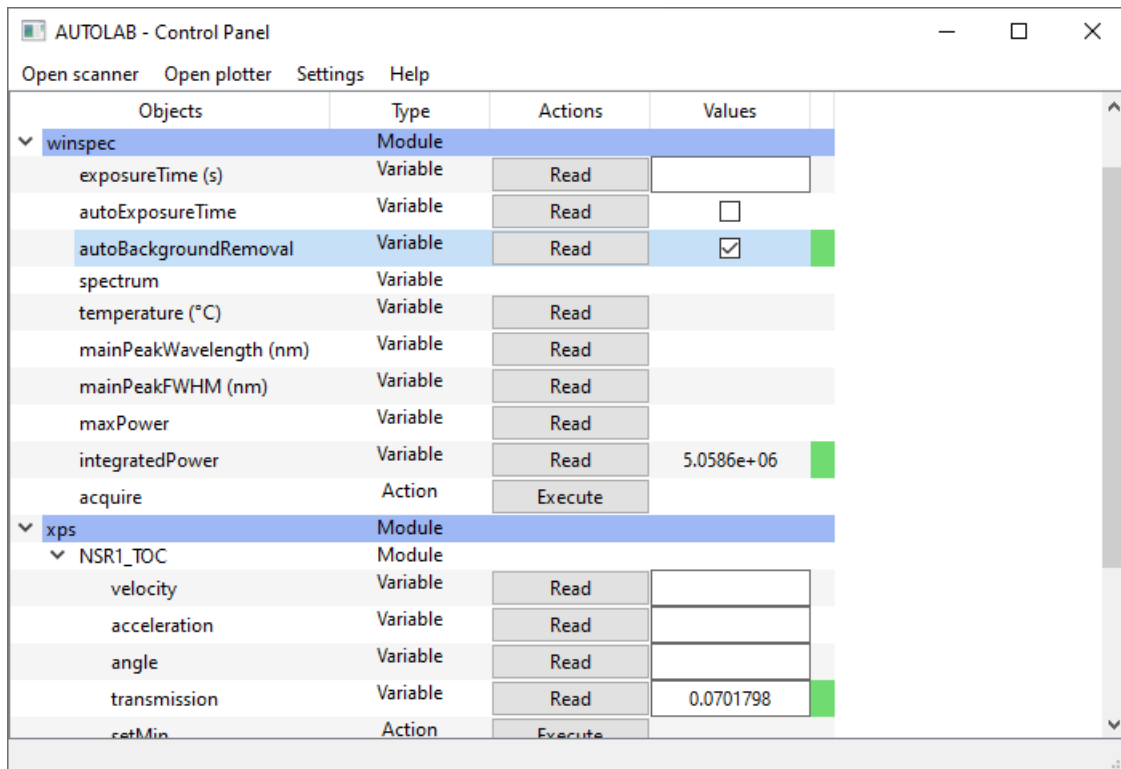 AUTOLAB - Control Panel
Open scanner Open plotter Settings Help
Objects Type Actions Values
winspec Module
exposureTime (s) Variable Read
autoExposureTime Variable Read
autoBackgroundRemoval Variable Read
spectrum Variable
temperature (°C) Variable Read
mainPeakWavelength (nm) Variable Read
mainPeakFWHM (nm) Variable Read
maxPower Variable Read
integratedPower Variable Read 5.0586e+06
acquire Action Execute
xps Module
NSR1_TOC Module
velocity Variable Read
acceleration Variable Read
angle Variable Read
transmission Variable Read 0.0701798
setMin Action Execute